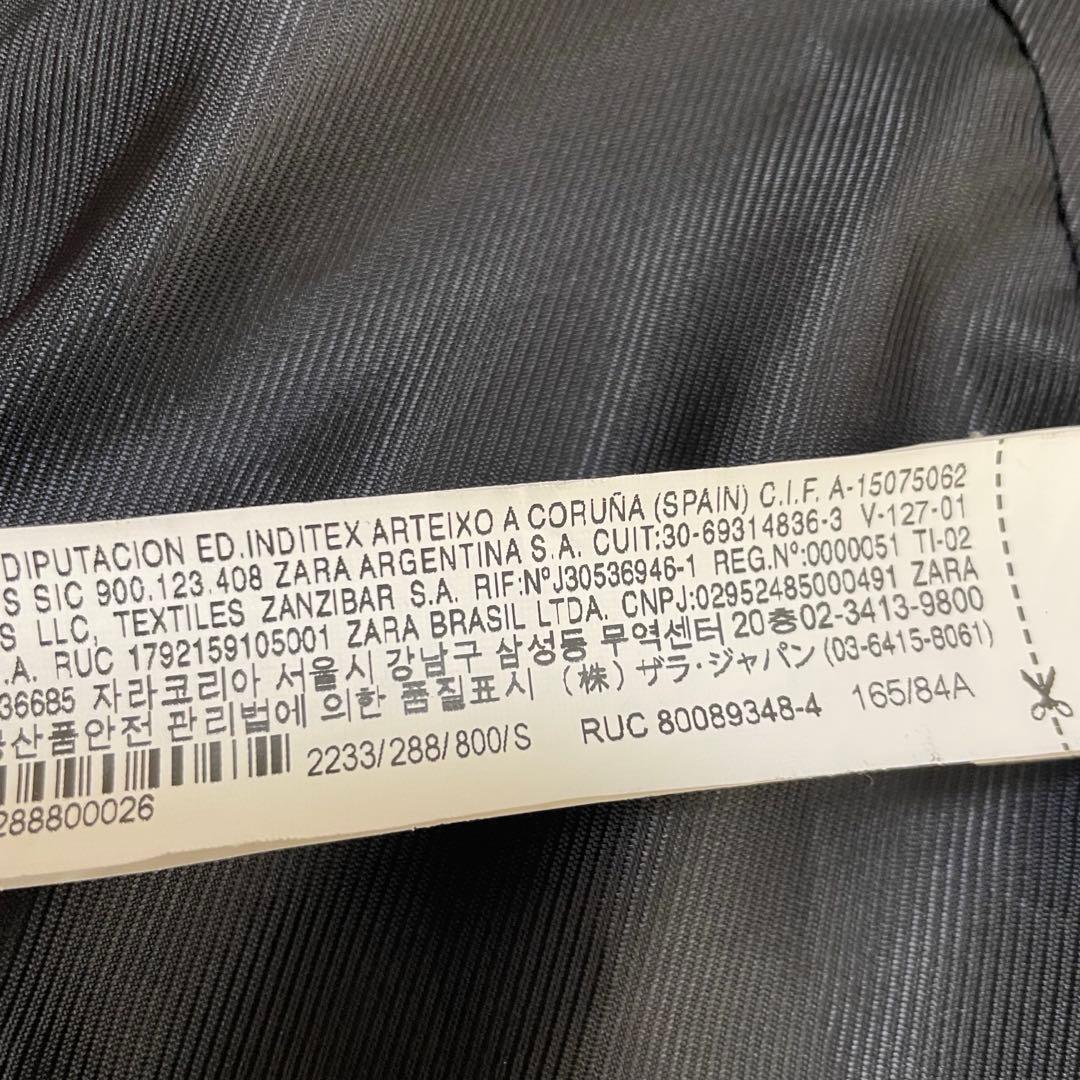 DIPUTACION ED.INDITEX ARTEIXO A CORUÑA (SPAIN) C.I.F. A-15075062
S SIC 900.123.408 ZARA ARGENTINA S.A. CUIT:30-69314836-3 V-127-01
S LLC, TEXTILES ZANZIBAR S.A. RIF:NºJ30536946-1 REG.Nº:0000051 TI-02
.A. RUC 1792159105001 ZARA BRASIL LTDA. CNPJ:02952485000491 ZARA
36685 자라코리아 서울시 강남구 삼성동 무역센터 20층02-3413-9800
공산품안전 관리법에 의한 품질표시 (株) ザラ・ジャパン (03-6415-8061)
2233/288/800/S RUC 80089348-4 165/84A
288800026